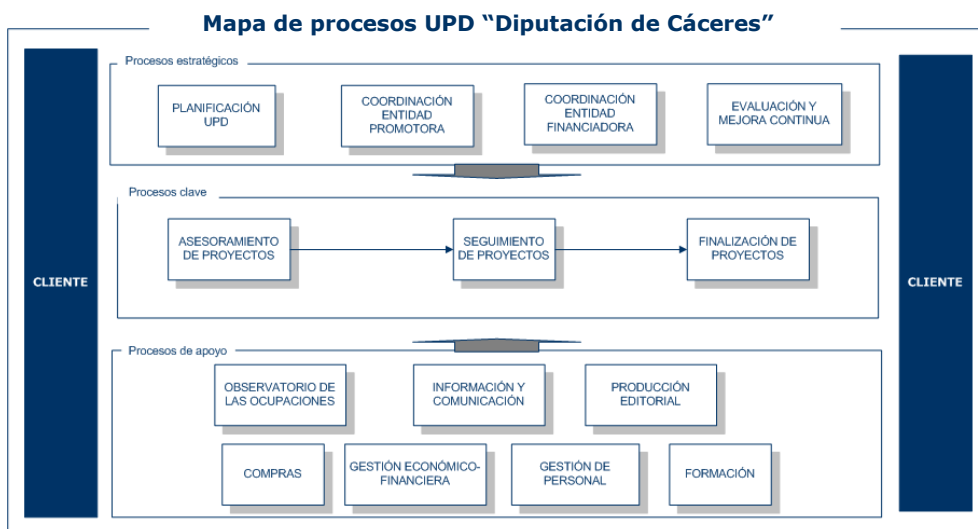 Mapa de procesos UPD “Diputación de Cáceres”
Procesos estratégicos
PLANIFICACIÓN
UPD
COORDINACIÓN
ENTIDAD
PROMOTORA
COORDINACIÓN
ENTIDAD
FINANCIADORA
EVALUACIÓN Y
MEJORA CONTINUA
Procesos clave
ASESORAMIENTO
DE PROYECTOS
SEGUIMIENTO
DE PROYECTOS
FINALIZACIÓN DE
PROYECTOS
CLIENTE
CLIENTE
Procesos de apoyo
OBSERVATORIO DE
LAS OCUPACIONES
INFORMACIÓN Y
COMUNICACIÓN
PRODUCCIÓN
EDITORIAL
COMPRAS
GESTIÓN ECONÓMICO-
FINANCIERA
GESTIÓN DE
PERSONAL
FORMACIÓN